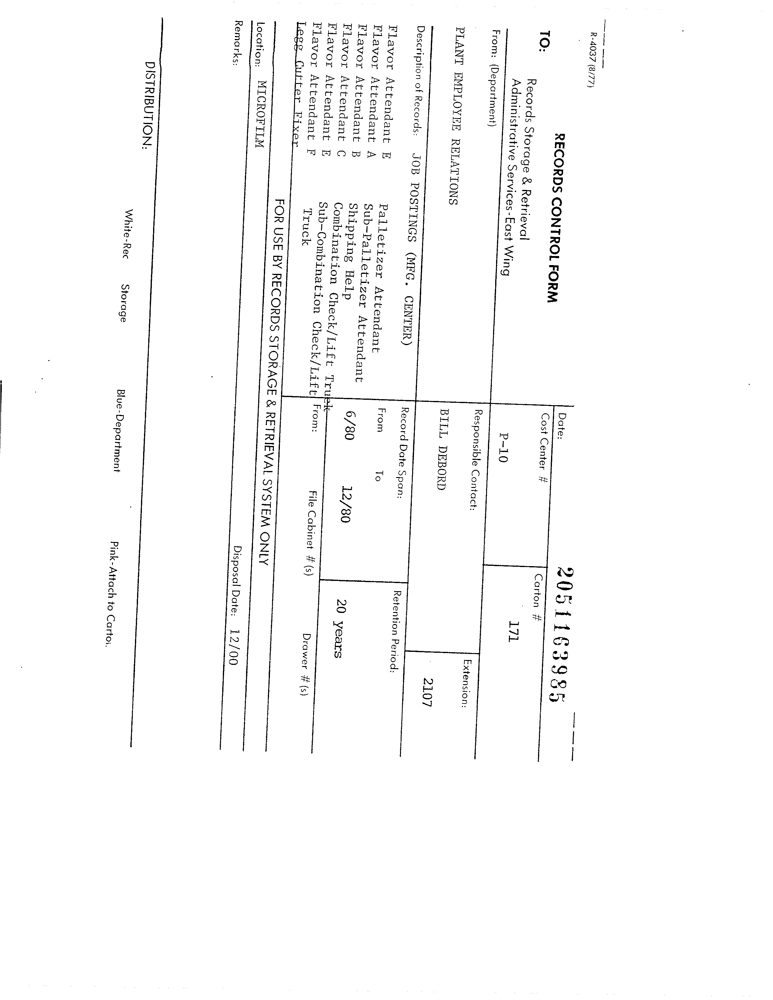 R-4037 (8/77)
RECORDS CONTROL FORM
2051163985
TO: Records Storage & Retrieval
Administrative Services-East Wing
Date:
Cost Center #
P-10
Carton #
171
From: (Department)
PLANT EMPLOYEE RELATIONS
Responsible Contact:
BILL DEBORD
Extension:
2107
Description of Records: JOB POSTINGS (MFG. CENTER)
Flavor Attendant E Palletizer Attendant
Flavor Attendant A Sub-Palletizer Attendant
Flavor Attendant B Shipping Help
Flavor Attendant C Combination Check/Lift Truck
Flavor Attendant E Sub-Combination Check/Lift
Flavor Attendant F Truck
Legg Cutter Fixer
Record Date Span:
From To
6/80 12/80
Retention Period:
20 years
From: File Cabinet #(s) Drawer #(s)
FOR USE BY RECORDS STORAGE & RETRIEVAL SYSTEM ONLY
Location: MICROFILM
Remarks:
Disposal Date: 12/00
DISTRIBUTION:
White-Rec Storage Blue-Department Pink-Attach to Carton